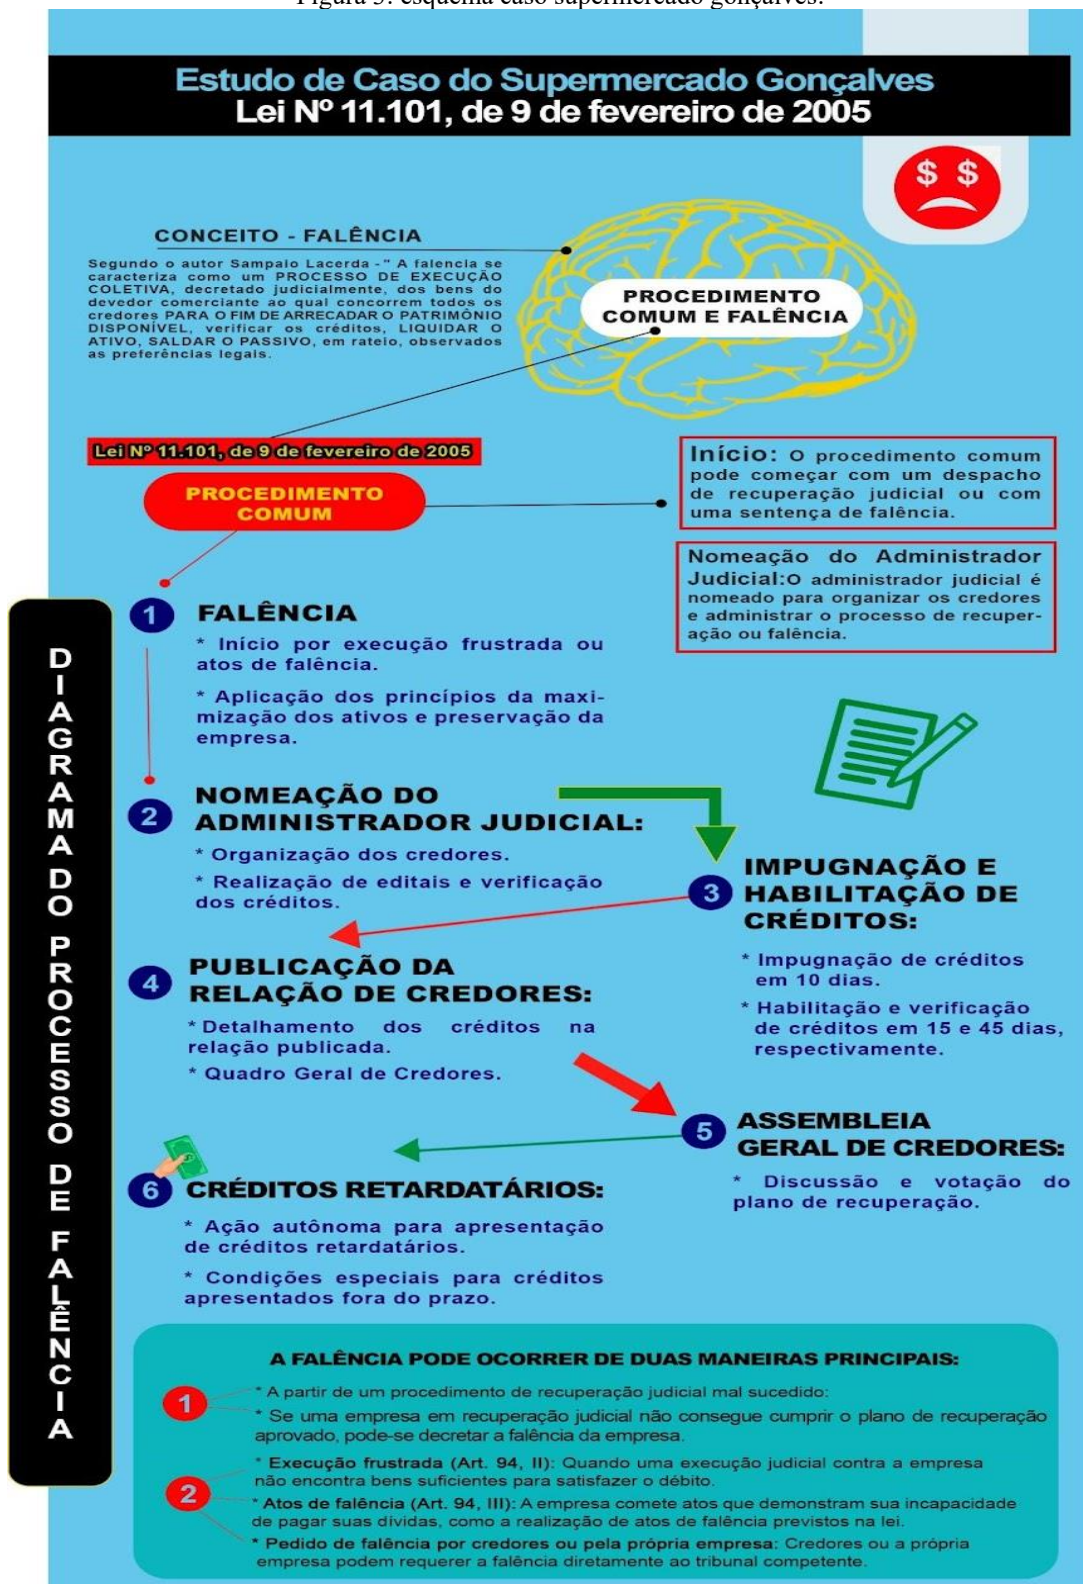 Figura 3: esquema caso supermercado gonçalves.
Estudo de Caso do Supermercado Gonçalves
Lei Nº 11.101, de 9 de fevereiro de 2005
$ $
CONCEITO - FALÊNCIA
Segundo o autor Sampaio Lacerda -" A falencia se
caracteriza como um PROCESSO DE EXECUÇÃO
COLETIVA, decretado judicialmente, dos bens do
devedor comerciante ao qual concorrem todos os
credores PARA O FIM DE ARRECADAR O PATRIMÔNIO
DISPONÍVEL, verificar os créditos, LIQUIDAR O
ATIVO, SALDAR O PASSIVO, em rateio, observados
as preferências legais.
PROCEDIMENTO
COMUM E FALÊNCIA
Lei Nº 11.101, de 9 de fevereiro de 2005
PROCEDIMENTO
COMUM
Início: O procedimento comum
pode começar com um despacho
de recuperação judicial ou com
uma sentença de falência.
Nomeação do Administrador
Judicial:O administrador judicial é
nomeado para organizar os credores
e administrar o processo de recuper-
ação ou falência.
DIAGRAMA DO PROCESSO DE FALÊNCIA
1 FALÊNCIA
* Início por execução frustrada ou
atos de falência.
* Aplicação dos princípios da maxi-
mização dos ativos e preservação da
empresa.
2 NOMEAÇÃO DO
ADMINISTRADOR JUDICIAL:
* Organização dos credores.
* Realização de editais e verificação
dos créditos.
3 IMPUGNAÇÃO E
HABILITAÇÃO DE
CRÉDITOS:
* Impugnação de créditos
em 10 dias.
* Habilitação e verificação
de créditos em 15 e 45 dias,
respectivamente.
4 PUBLICAÇÃO DA
RELAÇÃO DE CREDORES:
* Detalhamento dos créditos na
relação publicada.
* Quadro Geral de Credores.
5 ASSEMBLEIA
GERAL DE CREDORES:
* Discussão e votação do
plano de recuperação.
6 CRÉDITOS RETARDATÁRIOS:
* Ação autônoma para apresentação
de créditos retardatários.
* Condições especiais para créditos
apresentados fora do prazo.
A FALÊNCIA PODE OCORRER DE DUAS MANEIRAS PRINCIPAIS:
1
* A partir de um procedimento de recuperação judicial mal sucedido:
* Se uma empresa em recuperação judicial não consegue cumprir o plano de recuperação
aprovado, pode-se decretar a falência da empresa.
2
* Execução frustrada (Art. 94, II): Quando uma execução judicial contra a empresa
não encontra bens suficientes para satisfazer o débito.
* Atos de falência (Art. 94, III): A empresa comete atos que demonstram sua incapacidade
de pagar suas dívidas, como a realização de atos de falência previstos na lei.
* Pedido de falência por credores ou pela própria empresa: Credores ou a própria
empresa podem requerer a falência diretamente ao tribunal competente.